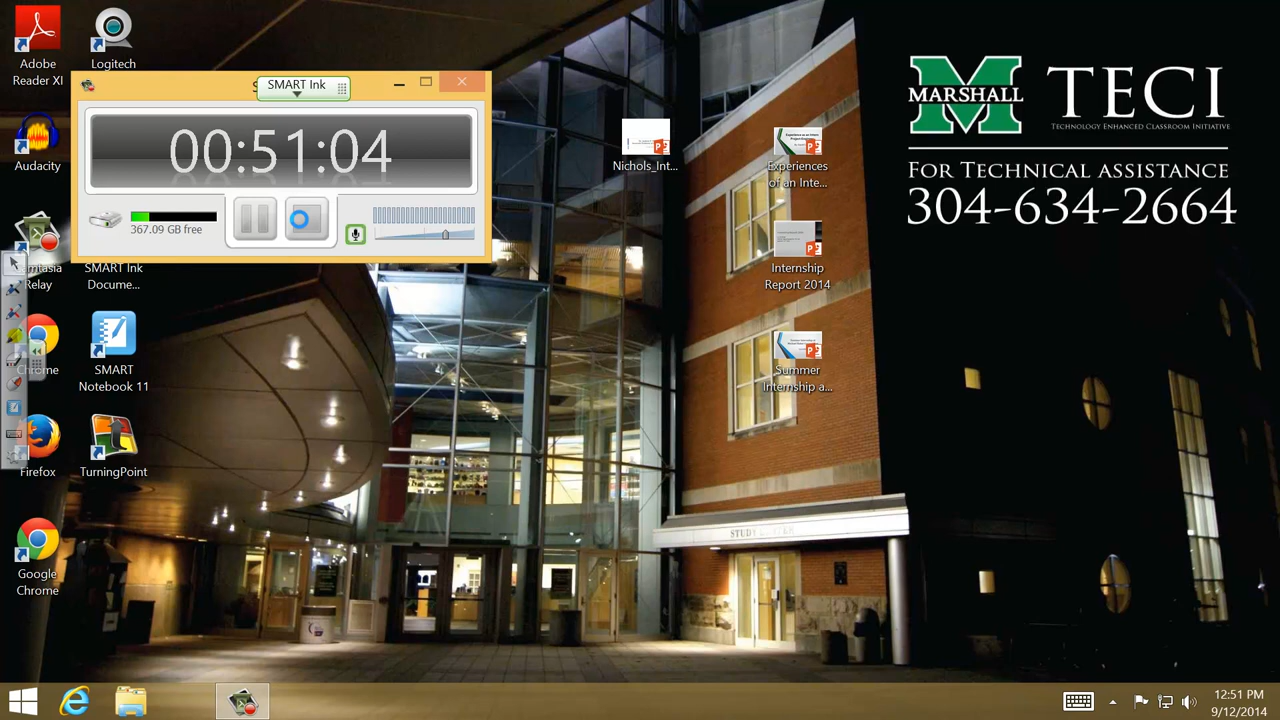 Adobe
Reader XI
Logitech
SMART Ink
00:51:04
367.09 GB free
Audacity
Relay
SMART Ink
Docume...
Chrome
SMART
Notebook 11
Firefox
TurningPoint
Google
Chrome
Nichols_Int...
Experiences
of an Inte...
Internship
Report 2014
Summer
Internship a...
MARSHALL
TECI
TECHNOLOGY ENHANCED CLASSROOM INITIATIVE
FOR TECHNICAL ASSISTANCE
304-634-2664
STUDY
12:51 PM
9/12/2014